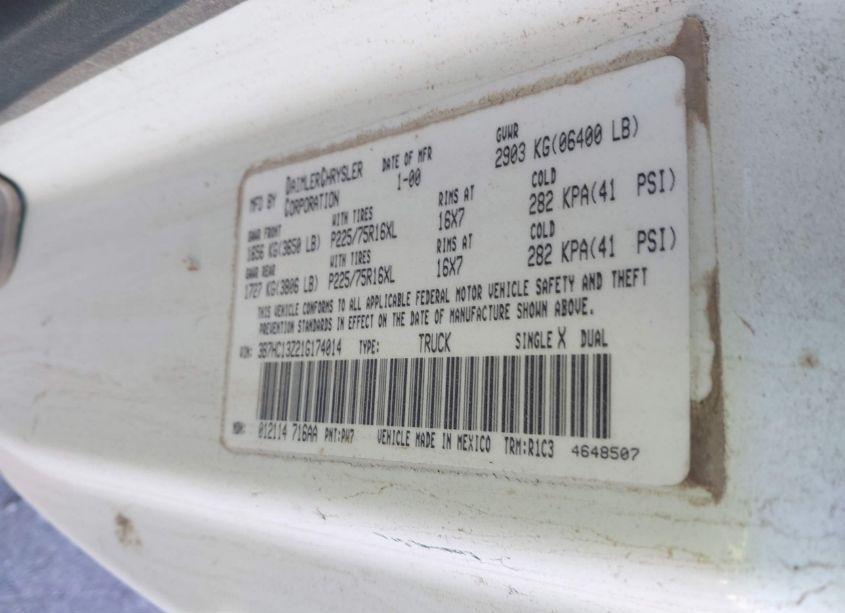 MFD BY DAIMLERCHRYSLER CORPORATION DATE OF MFR 1-00 GVWR 2903 KG(06400 LB)
GAWR FRONT WITH TIRES RIMS AT COLD
1656 KG(3650 LB) P225/75R16XL 16X7 282 KPA(41 PSI)
GAWR REAR WITH TIRES RIMS AT COLD
1727 KG(3806 LB) P225/75R16XL 16X7 282 KPA(41 PSI)
THIS VEHICLE CONFORMS TO ALL APPLICABLE FEDERAL MOTOR VEHICLE SAFETY AND THEFT
PREVENTION STANDARDS IN EFFECT ON THE DATE OF MANUFACTURE SHOWN ABOVE.
VIN: 3B7HC13Z21G174014 TYPE: TRUCK SINGLE X DUAL
MDH: 012114 716AA PNT:PW7 VEHICLE MADE IN MEXICO TRM:R1C3 4648507